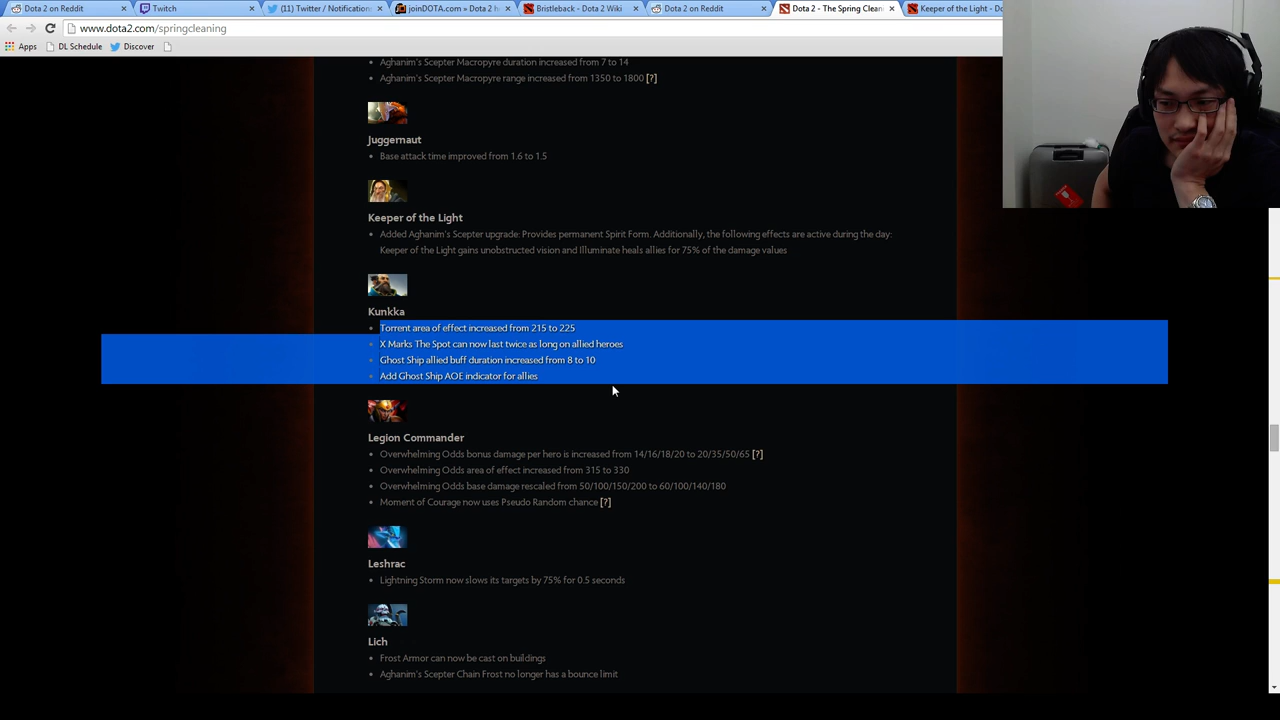 Dota 2 on Reddit
Twitch
(11) Twitter / Notification
joinDOTA.com » Dota 2 h
Bristleback - Dota 2 Wiki
Dota 2 on Reddit
Dota 2 - The Spring Clean
Keeper of the Light - Do
www.dota2.com/springcleaning
Apps
DL Schedule
Discover
Aghanim's Scepter Macropyre duration increased from 7 to 14
Aghanim's Scepter Macropyre range increased from 1350 to 1800 [?]
Juggernaut
Base attack time improved from 1.6 to 1.5
Keeper of the Light
Added Aghanim's Scepter upgrade: Provides permanent Spirit Form. Additionally, the following effects are active during the day:
Keeper of the Light gains unobstructed vision and Illuminate heals allies for 75% of the damage values
Kunkka
Torrent area of effect increased from 215 to 225
X Marks The Spot can now last twice as long on allied heroes
Ghost Ship allied buff duration increased from 8 to 10
Add Ghost Ship AOE indicator for allies
Legion Commander
Overwhelming Odds bonus damage per hero is increased from 14/16/18/20 to 20/35/50/65 [?]
Overwhelming Odds area of effect increased from 315 to 330
Overwhelming Odds base damage rescaled from 50/100/150/200 to 60/100/140/180
Moment of Courage now uses Pseudo Random chance [?]
Leshrac
Lightning Storm now slows its targets by 75% for 0.5 seconds
Lich
Frost Armor can now be cast on buildings
Aghanim's Scepter Chain Frost no longer has a bounce limit